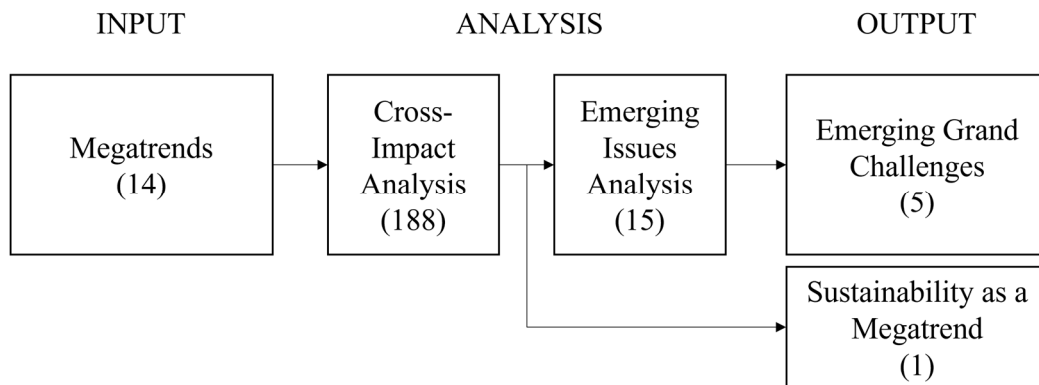 INPUT
ANALYSIS
OUTPUT
Megatrends
(14)
Cross-
Impact
Analysis
(188)
Emerging
Issues
Analysis
(15)
Emerging Grand
Challenges
(5)
Sustainability as a
Megatrend
(1)